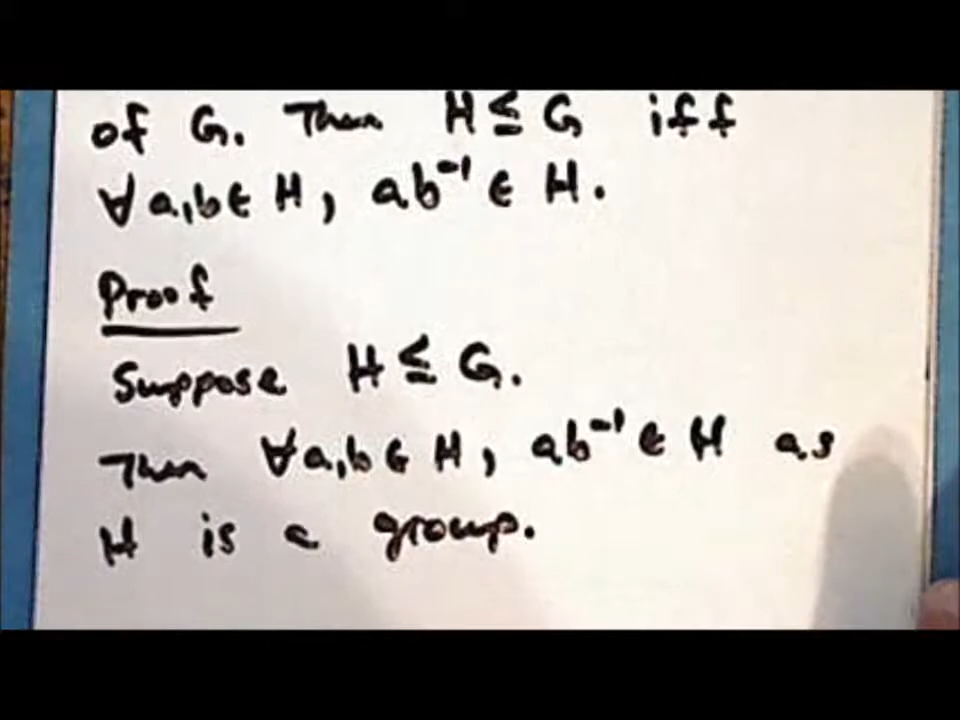 of G. Then H ≤ G iff
∀a,b∈ H, ab⁻¹ ∈ H.
Proof
Suppose H ≤ G.
Then ∀a,b∈ H, ab⁻¹ ∈ H as
H is a group.